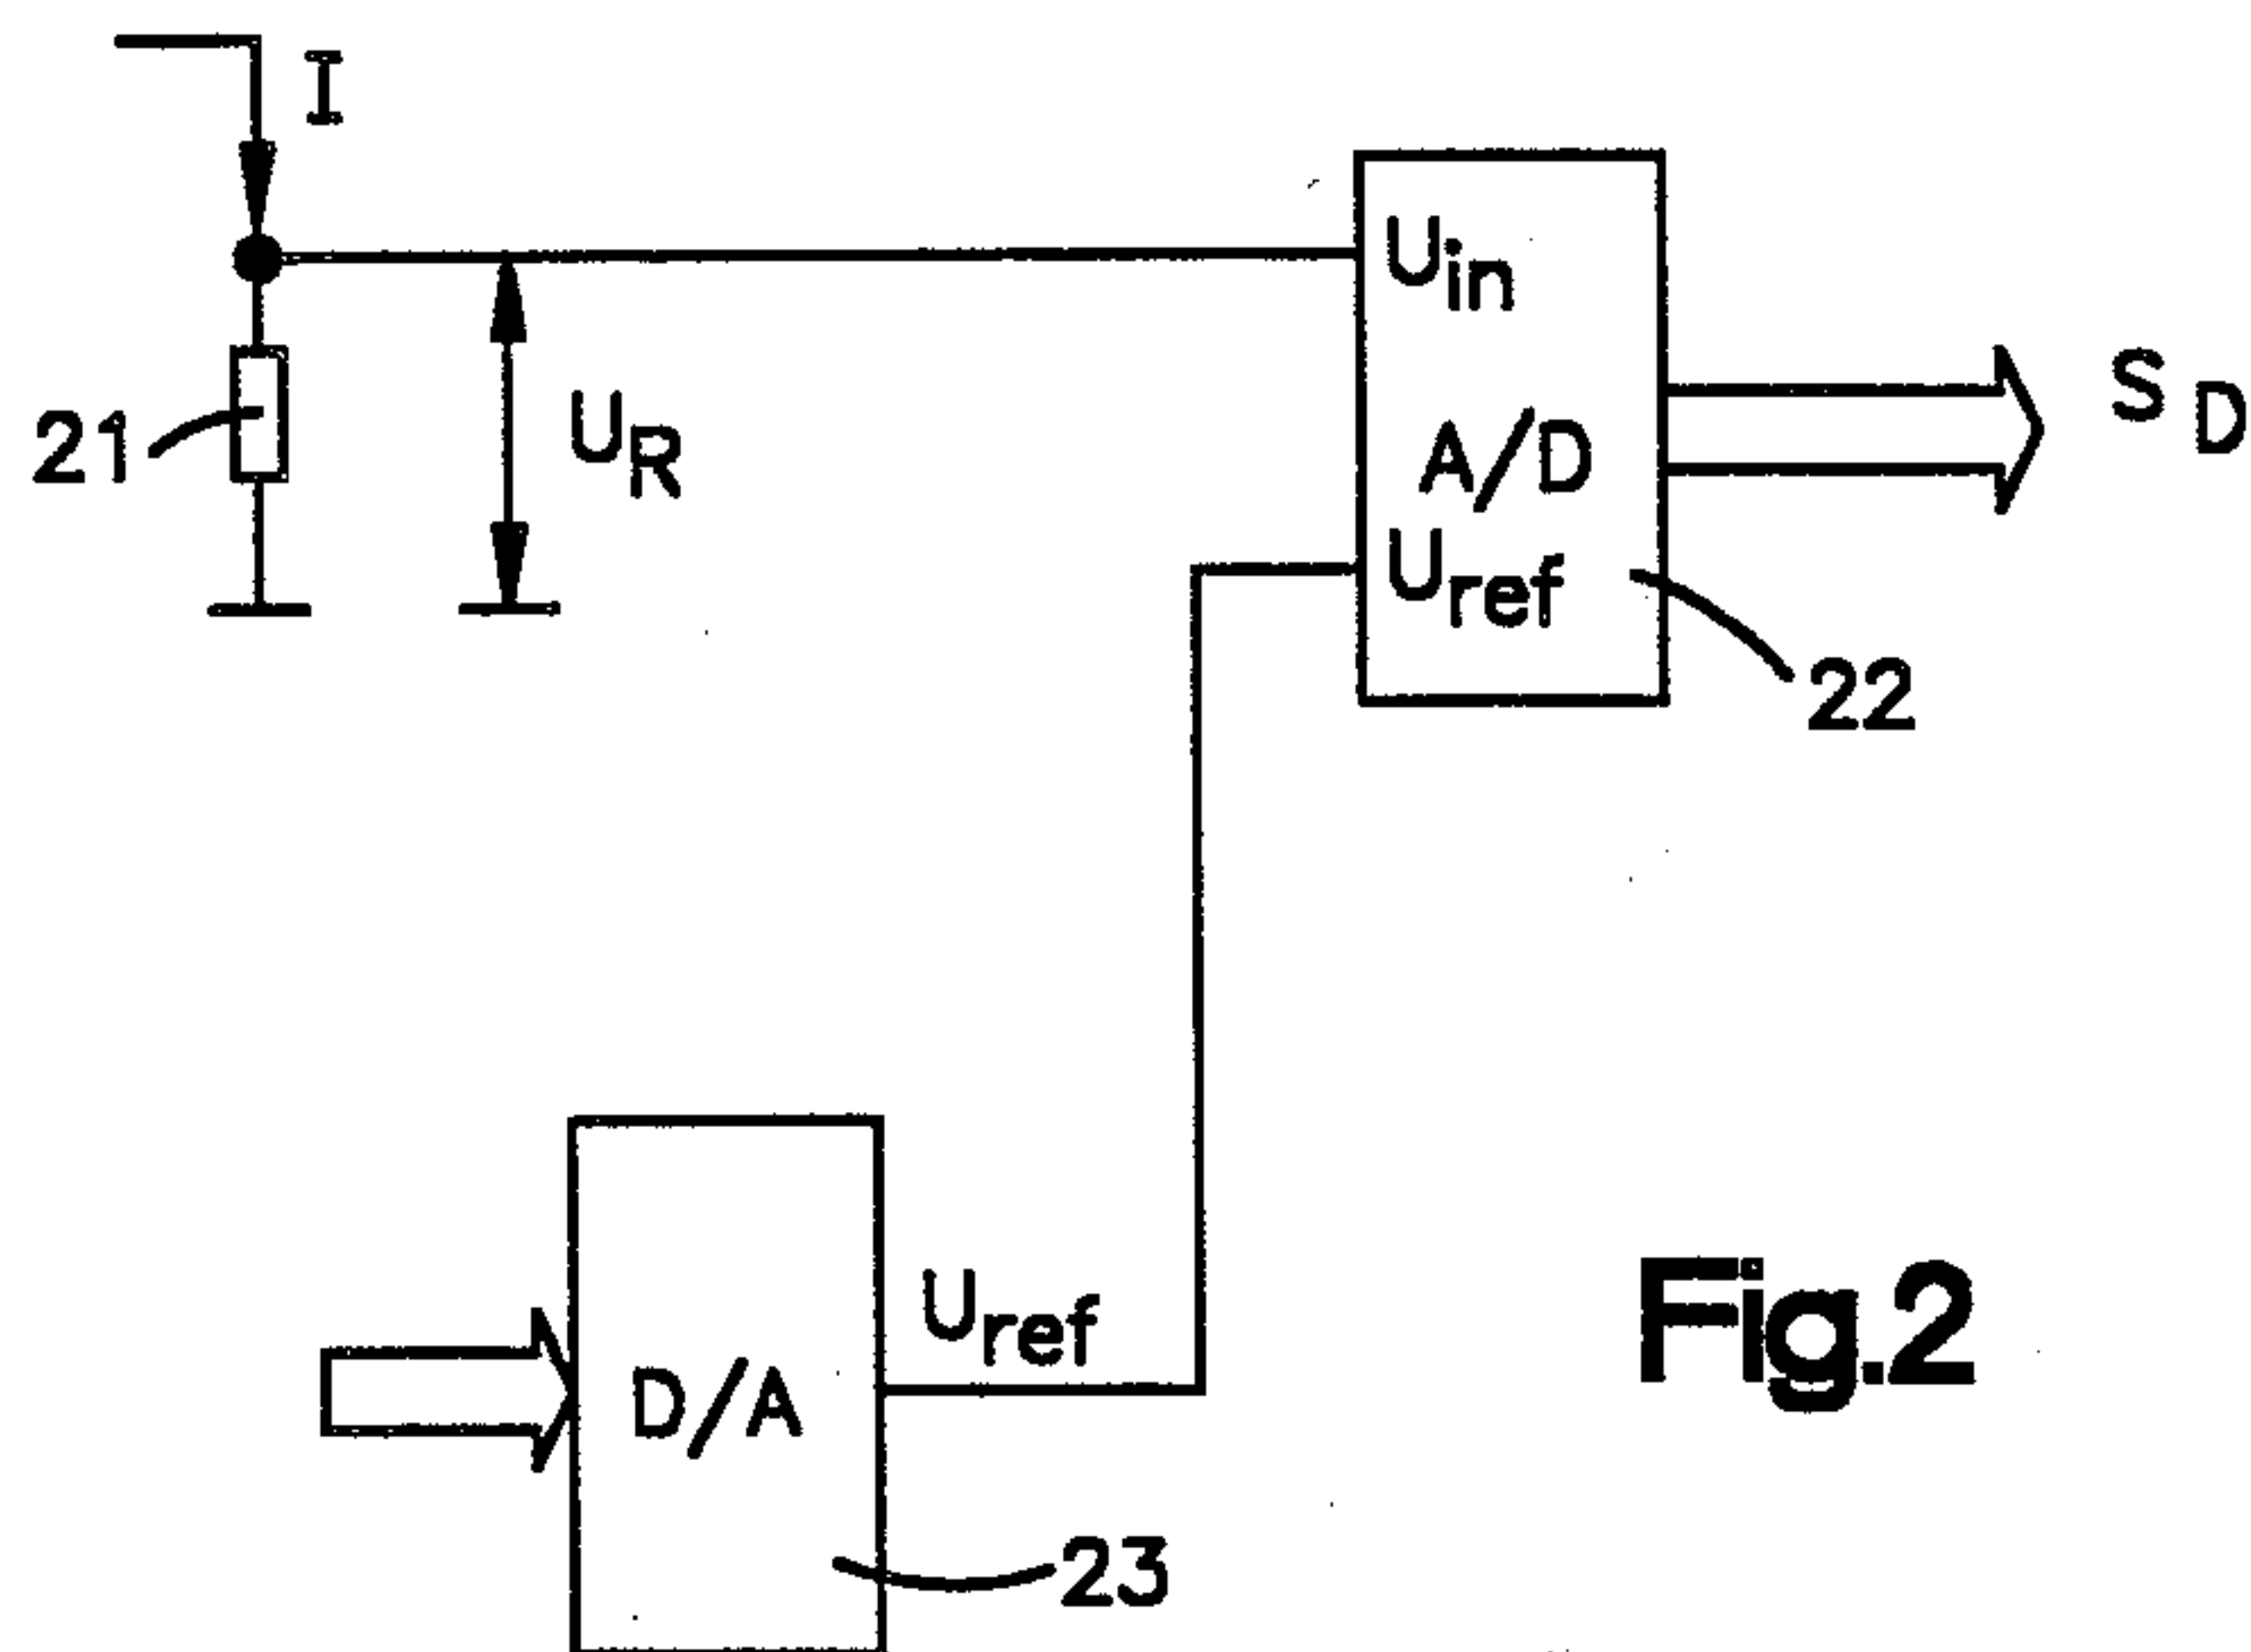 I
U_in
21
U_R
A/D
S_D
U_ref
22
U_ref
D/A
Fig.2
23